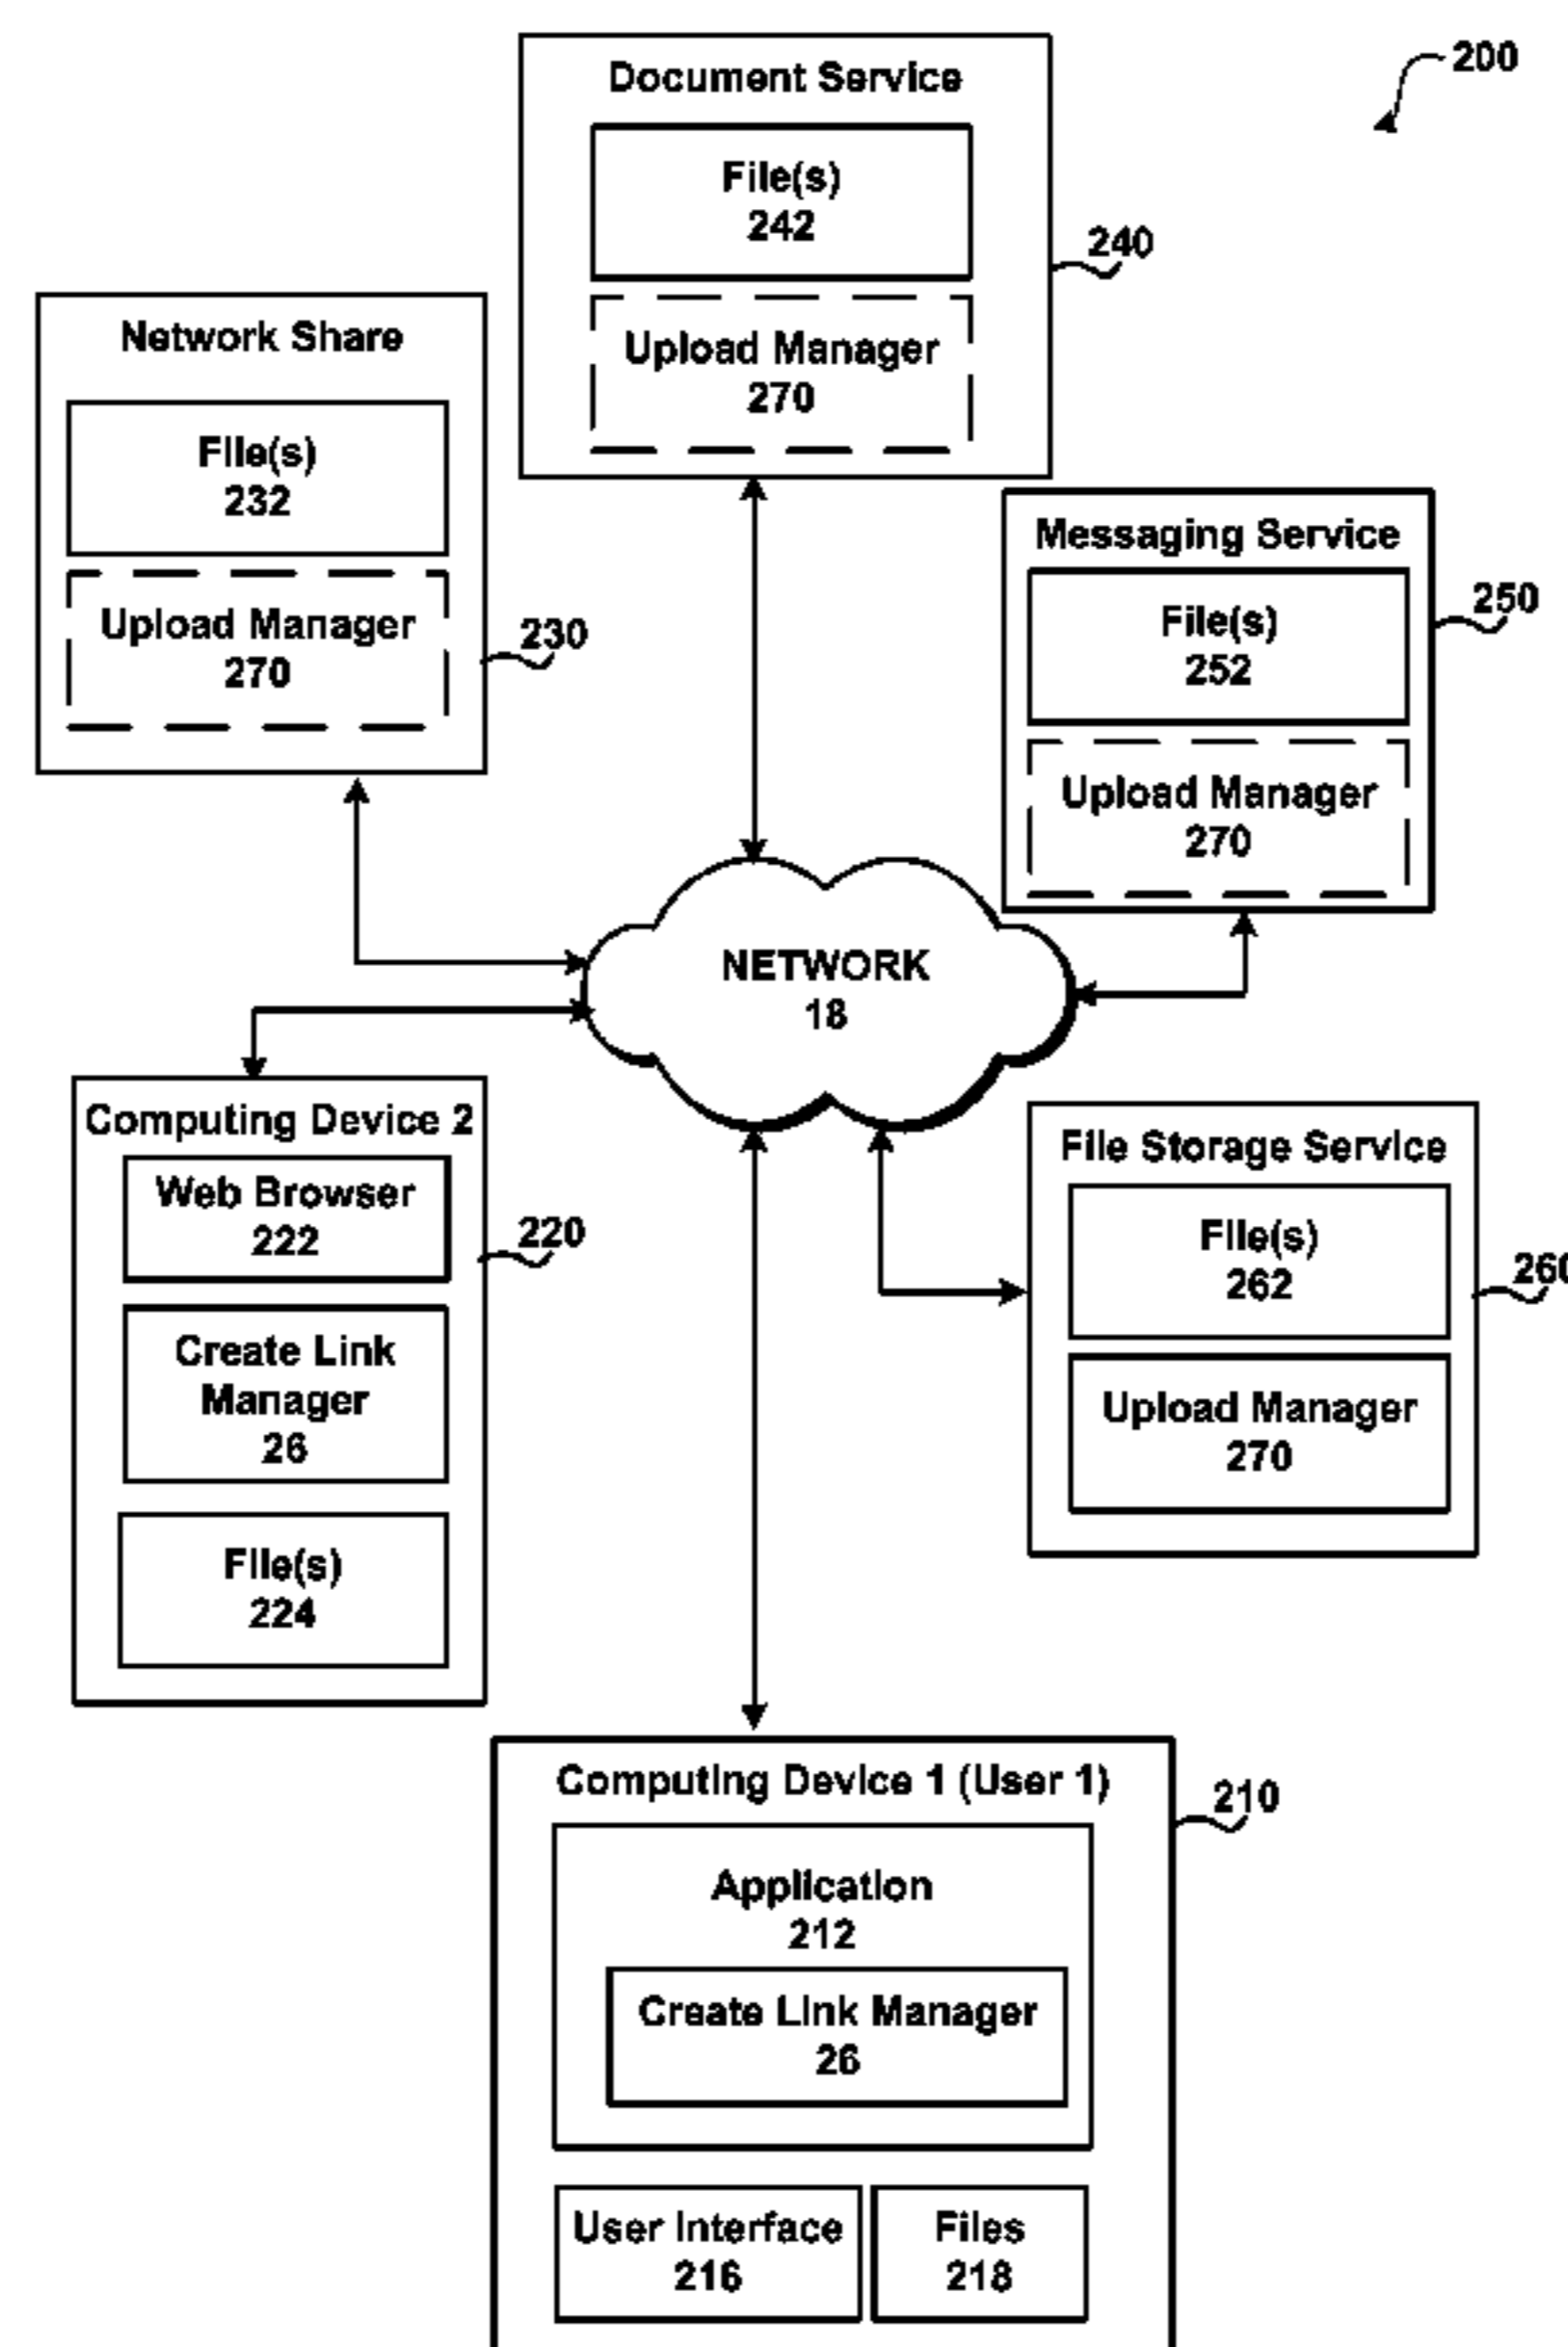 200
Document Service
File(s)
242
Upload Manager
270
240
Network Share
File(s)
232
Upload Manager
270
230
Messaging Service
File(s)
252
Upload Manager
270
250
NETWORK
18
Computing Device 2
Web Browser
222
Create Link
Manager
26
File(s)
224
220
File Storage Service
File(s)
262
Upload Manager
270
260
Computing Device 1 (User 1)
210
Application
212
Create Link Manager
26
User Interface
216
Files
218